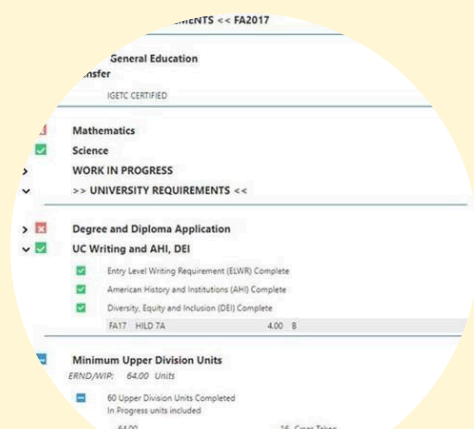 << FA2017
General Education
IGETC CERTIFIED
Mathematics
Science
WORK IN PROGRESS
>> UNIVERSITY REQUIREMENTS <<
Degree and Diploma Application
UC Writing and AHI, DEI
Entry Level Writing Requirement (ELWR) Complete
American History and Institutions (AHI) Complete
Diversity, Equity and Inclusion (DEI) Complete
FA17 HILD 7A 4.00 B
Minimum Upper Division Units
ERND/WIP: 64.00 Units
60 Upper Division Units Completed
In Progress units included
64.00 16 Taken